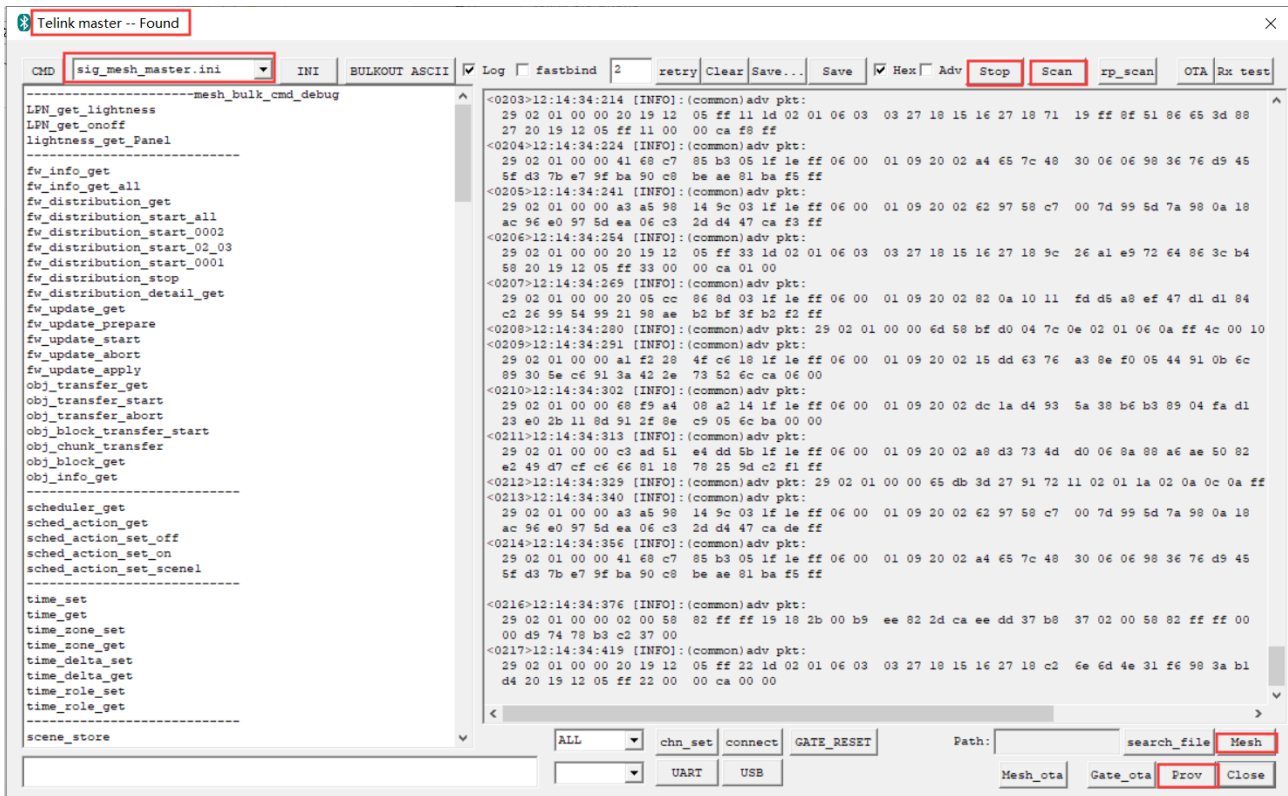 Telink master -- Found
CMD sig_mesh_master.ini INI BULKOUT ASCII Log fastbind 2 retry Clear Save... Save Hex Adv Stop Scan rp_scan OTA Rx test
-----------------------mesh_bulk_cmd_debug
LPN_get_lightness
LPN_get_onoff
lightness_get_Panel
-----------------------------
fw_info_get
fw_info_get_all
fw_distribution_get
fw_distribution_start_all
fw_distribution_start_0002
fw_distribution_start_02_03
fw_distribution_start_0001
fw_distribution_stop
fw_distribution_detail_get
fw_update_get
fw_update_prepare
fw_update_start
fw_update_abort
fw_update_apply
obj_transfer_get
obj_transfer_start
obj_transfer_abort
obj_block_transfer_start
obj_chunk_transfer
obj_block_get
obj_info_get
-----------------------------
scheduler_get
sched_action_get
sched_action_set_off
sched_action_set_on
sched_action_set_scene1
-----------------------------
time_set
time_get
time_zone_set
time_zone_get
time_delta_set
time_delta_get
time_role_set
time_role_get
-----------------------------
scene_store
<0203>12:14:34:214 [INFO]:(common)adv pkt:
29 02 01 00 00 20 19 12 05 ff 11 1d 02 01 06 03 03 27 18 15 16 27 18 71 19 ff 8f 51 86 65 3d 88
27 20 19 12 05 ff 11 00 00 ca f8 ff
<0204>12:14:34:224 [INFO]:(common)adv pkt:
29 02 01 00 00 41 68 c7 85 b3 05 1f 1e ff 06 00 01 09 20 02 a4 65 7c 48 30 06 06 98 36 76 d9 45
5f d3 7b e7 9f ba 90 c8 be ae 81 ba f5 ff
<0205>12:14:34:241 [INFO]:(common)adv pkt:
29 02 01 00 00 a3 a5 98 14 9c 03 1f 1e ff 06 00 01 09 20 02 62 97 58 c7 00 7d 99 5d 7a 98 0a 18
ac 96 e0 97 5d ea 06 c3 2d d4 47 ca f3 ff
<0206>12:14:34:254 [INFO]:(common)adv pkt:
29 02 01 00 00 20 19 12 05 ff 33 1d 02 01 06 03 03 27 18 15 16 27 18 9c 26 a1 e9 72 64 86 3c b4
58 20 19 12 05 ff 33 00 00 ca 01 00
<0207>12:14:34:269 [INFO]:(common)adv pkt:
29 02 01 00 00 20 05 cc 86 8d 03 1f 1e ff 06 00 01 09 20 02 82 0a 10 11 fd d5 a8 ef 47 d1 d1 84
c2 26 99 54 99 21 98 ae b2 bf 3f b2 f2 ff
<0208>12:14:34:280 [INFO]:(common)adv pkt: 29 02 01 00 00 6d 58 bf d0 04 7c 0e 02 01 06 0a ff 4c 00 10
<0209>12:14:34:291 [INFO]:(common)adv pkt:
29 02 01 00 00 a1 f2 28 4f c6 18 1f 1e ff 06 00 01 09 20 02 15 dd 63 76 a3 8e f0 05 44 91 0b 6c
89 30 5e c6 91 3a 42 2e 73 52 6c ca 06 00
<0210>12:14:34:302 [INFO]:(common)adv pkt:
29 02 01 00 00 68 f9 a4 08 a2 14 1f 1e ff 06 00 01 09 20 02 dc 1a d4 93 5a 38 b6 b3 89 04 fa d1
23 e0 2b 11 8d 91 2f 8e c9 05 6c ba 00 00
<0211>12:14:34:313 [INFO]:(common)adv pkt:
29 02 01 00 00 c3 ad 51 e4 dd 5b 1f 1e ff 06 00 01 09 20 02 a8 d3 73 4d d0 06 8a 88 a6 ae 50 82
e2 49 d7 cf c6 66 81 18 78 25 9d c2 f1 ff
<0212>12:14:34:329 [INFO]:(common)adv pkt: 29 02 01 00 00 65 db 3d 27 91 72 11 02 01 1a 02 0a 0c 0a ff
<0213>12:14:34:340 [INFO]:(common)adv pkt:
29 02 01 00 00 a3 a5 98 14 9c 03 1f 1e ff 06 00 01 09 20 02 62 97 58 c7 00 7d 99 5d 7a 98 0a 18
ac 96 e0 97 5d ea 06 c3 2d d4 47 ca de ff
<0214>12:14:34:356 [INFO]:(common)adv pkt:
29 02 01 00 00 41 68 c7 85 b3 05 1f 1e ff 06 00 01 09 20 02 a4 65 7c 48 30 06 06 98 36 76 d9 45
5f d3 7b e7 9f ba 90 c8 be ae 81 ba f5 ff
<0216>12:14:34:376 [INFO]:(common)adv pkt:
29 02 01 00 00 02 00 58 82 ff ff 19 18 2b 00 b9 ee 82 2d ca ee dd 37 b8 37 02 00 58 82 ff ff 00
00 d9 74 78 b3 c2 37 00
<0217>12:14:34:419 [INFO]:(common)adv pkt:
29 02 01 00 00 20 19 12 05 ff 22 1d 02 01 06 03 03 27 18 15 16 27 18 c2 6e 6d 4e 31 f6 98 3a b1
d4 20 19 12 05 ff 22 00 00 ca 00 00
ALL chn_set connect GATE_RESET Path: search_file Mesh
UART USB Mesh_ota Gate_ota Prov Close